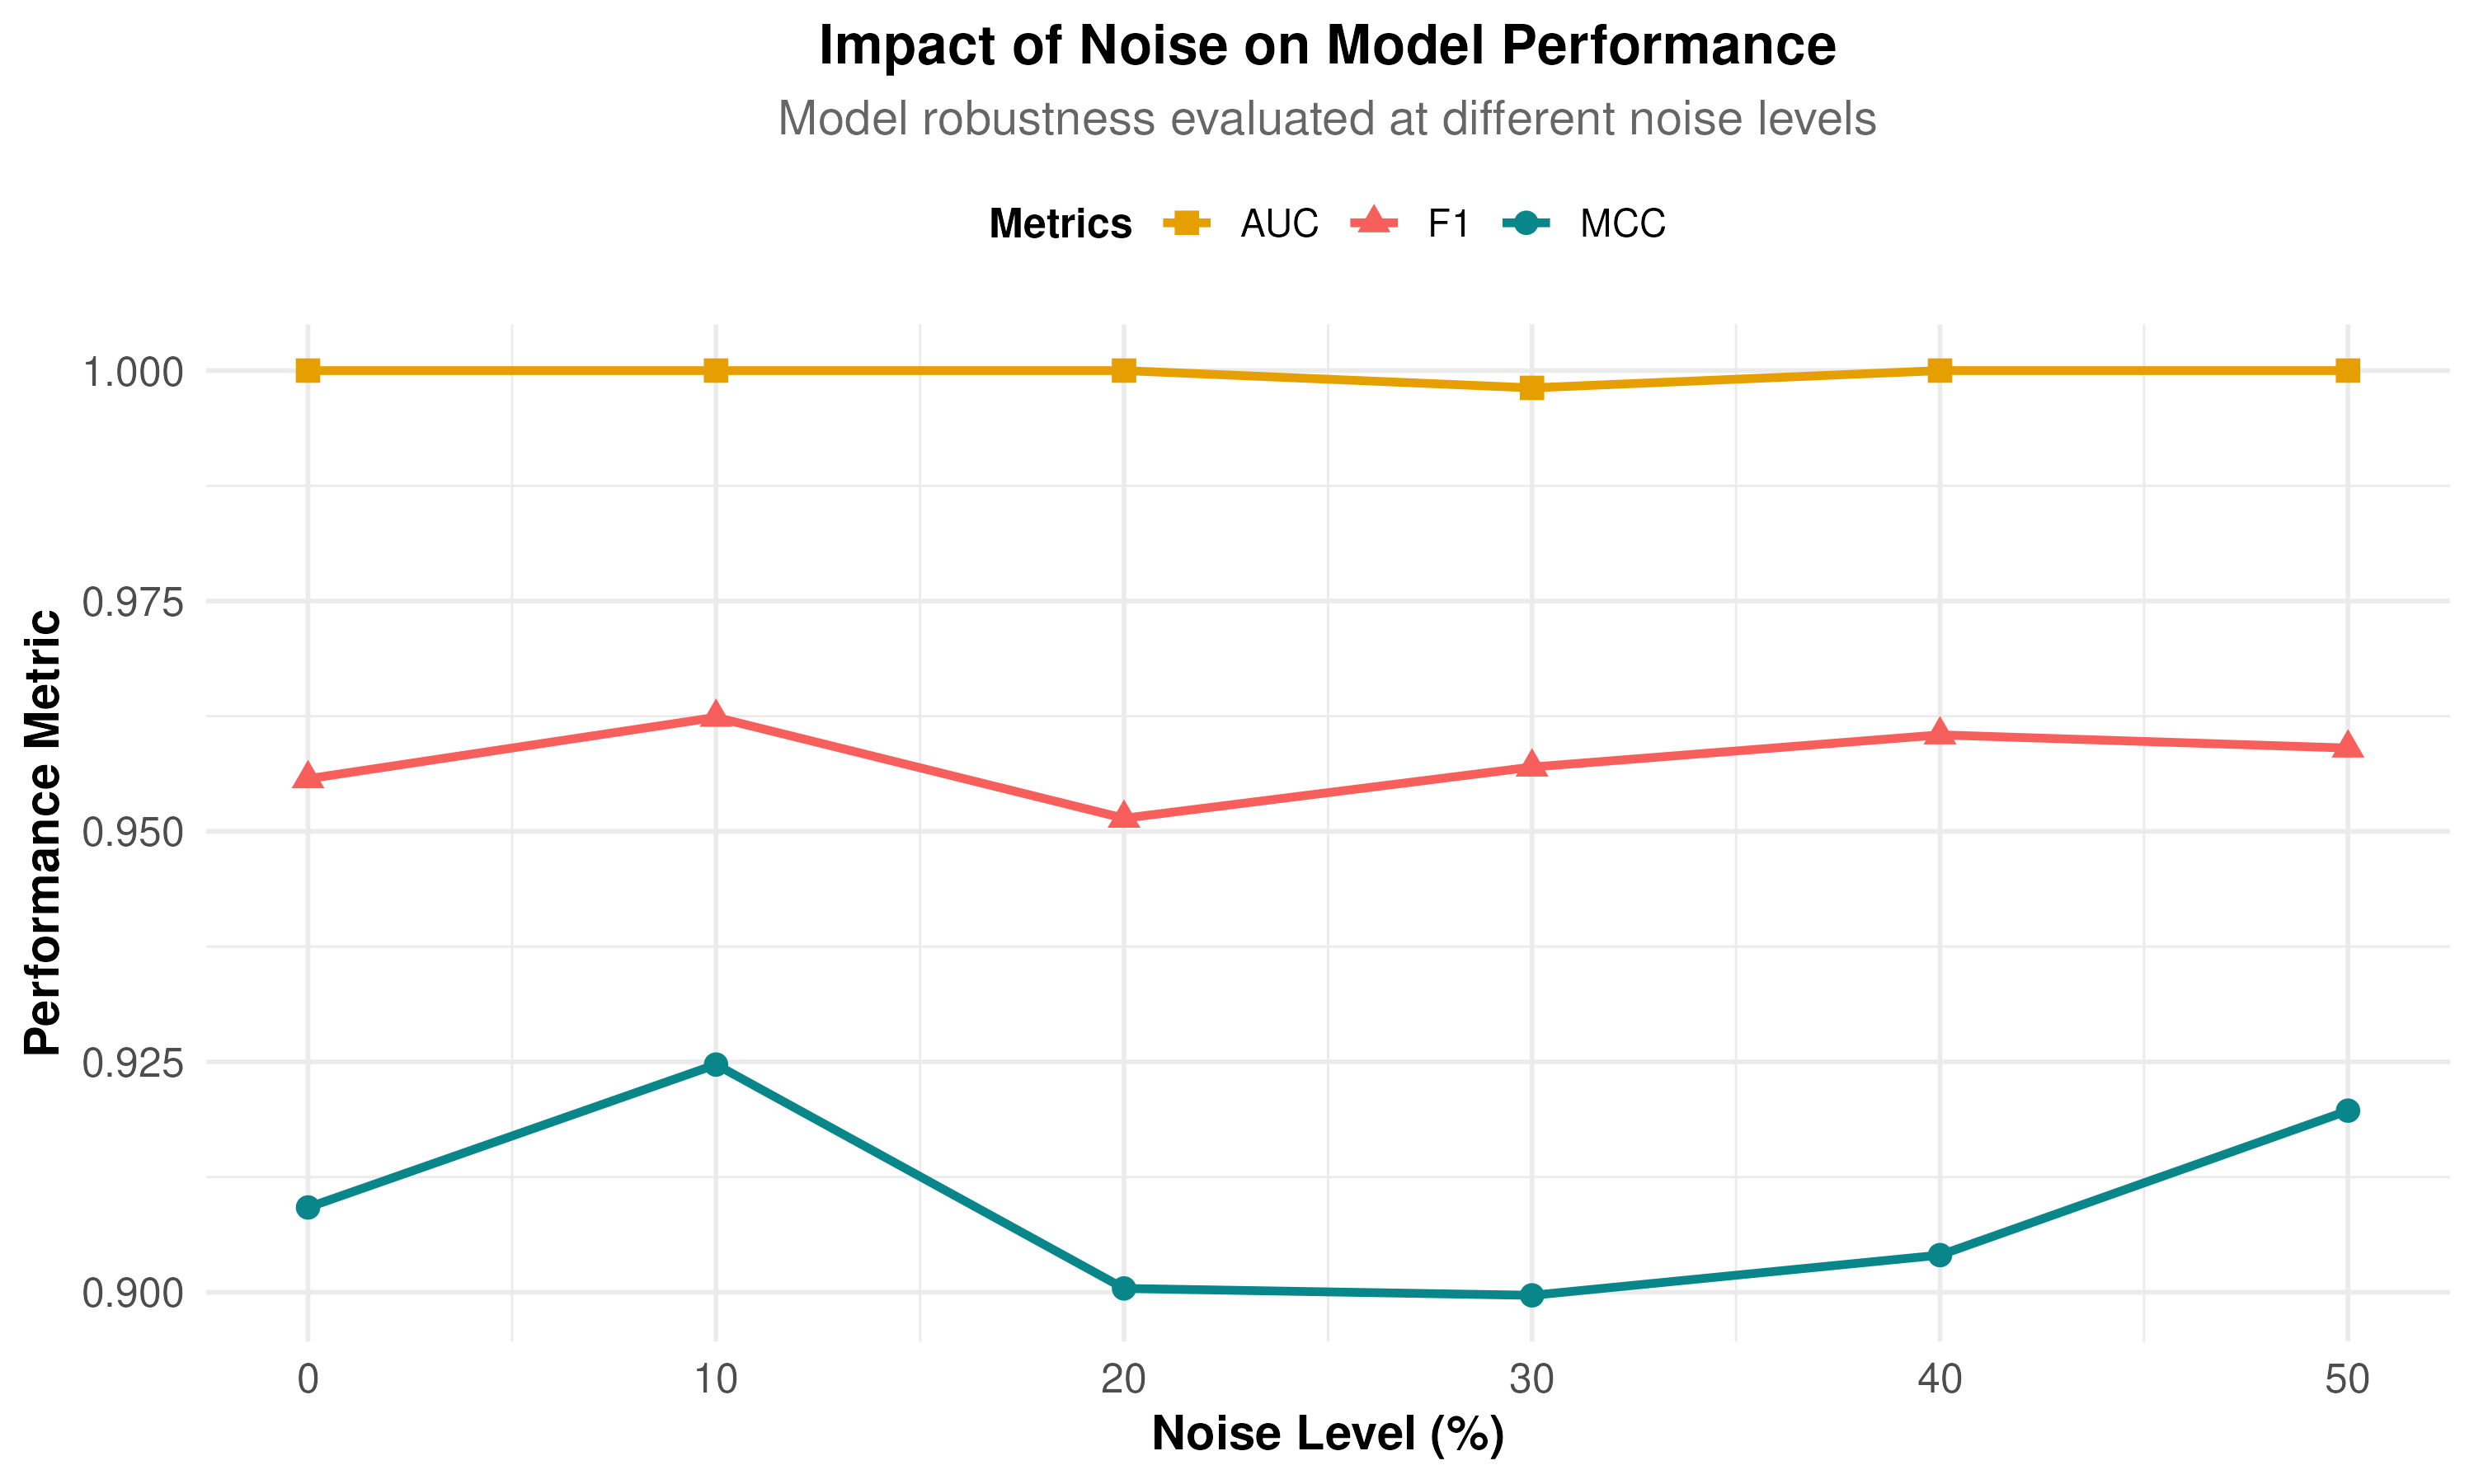 Impact of Noise on Model Performance
Model robustness evaluated at different noise levels
Metrics AUC F1 MCC
1.000
0.975
0.950
0.925
0.900
Performance Metric
0 10 20 30 40 50
Noise Level (%)